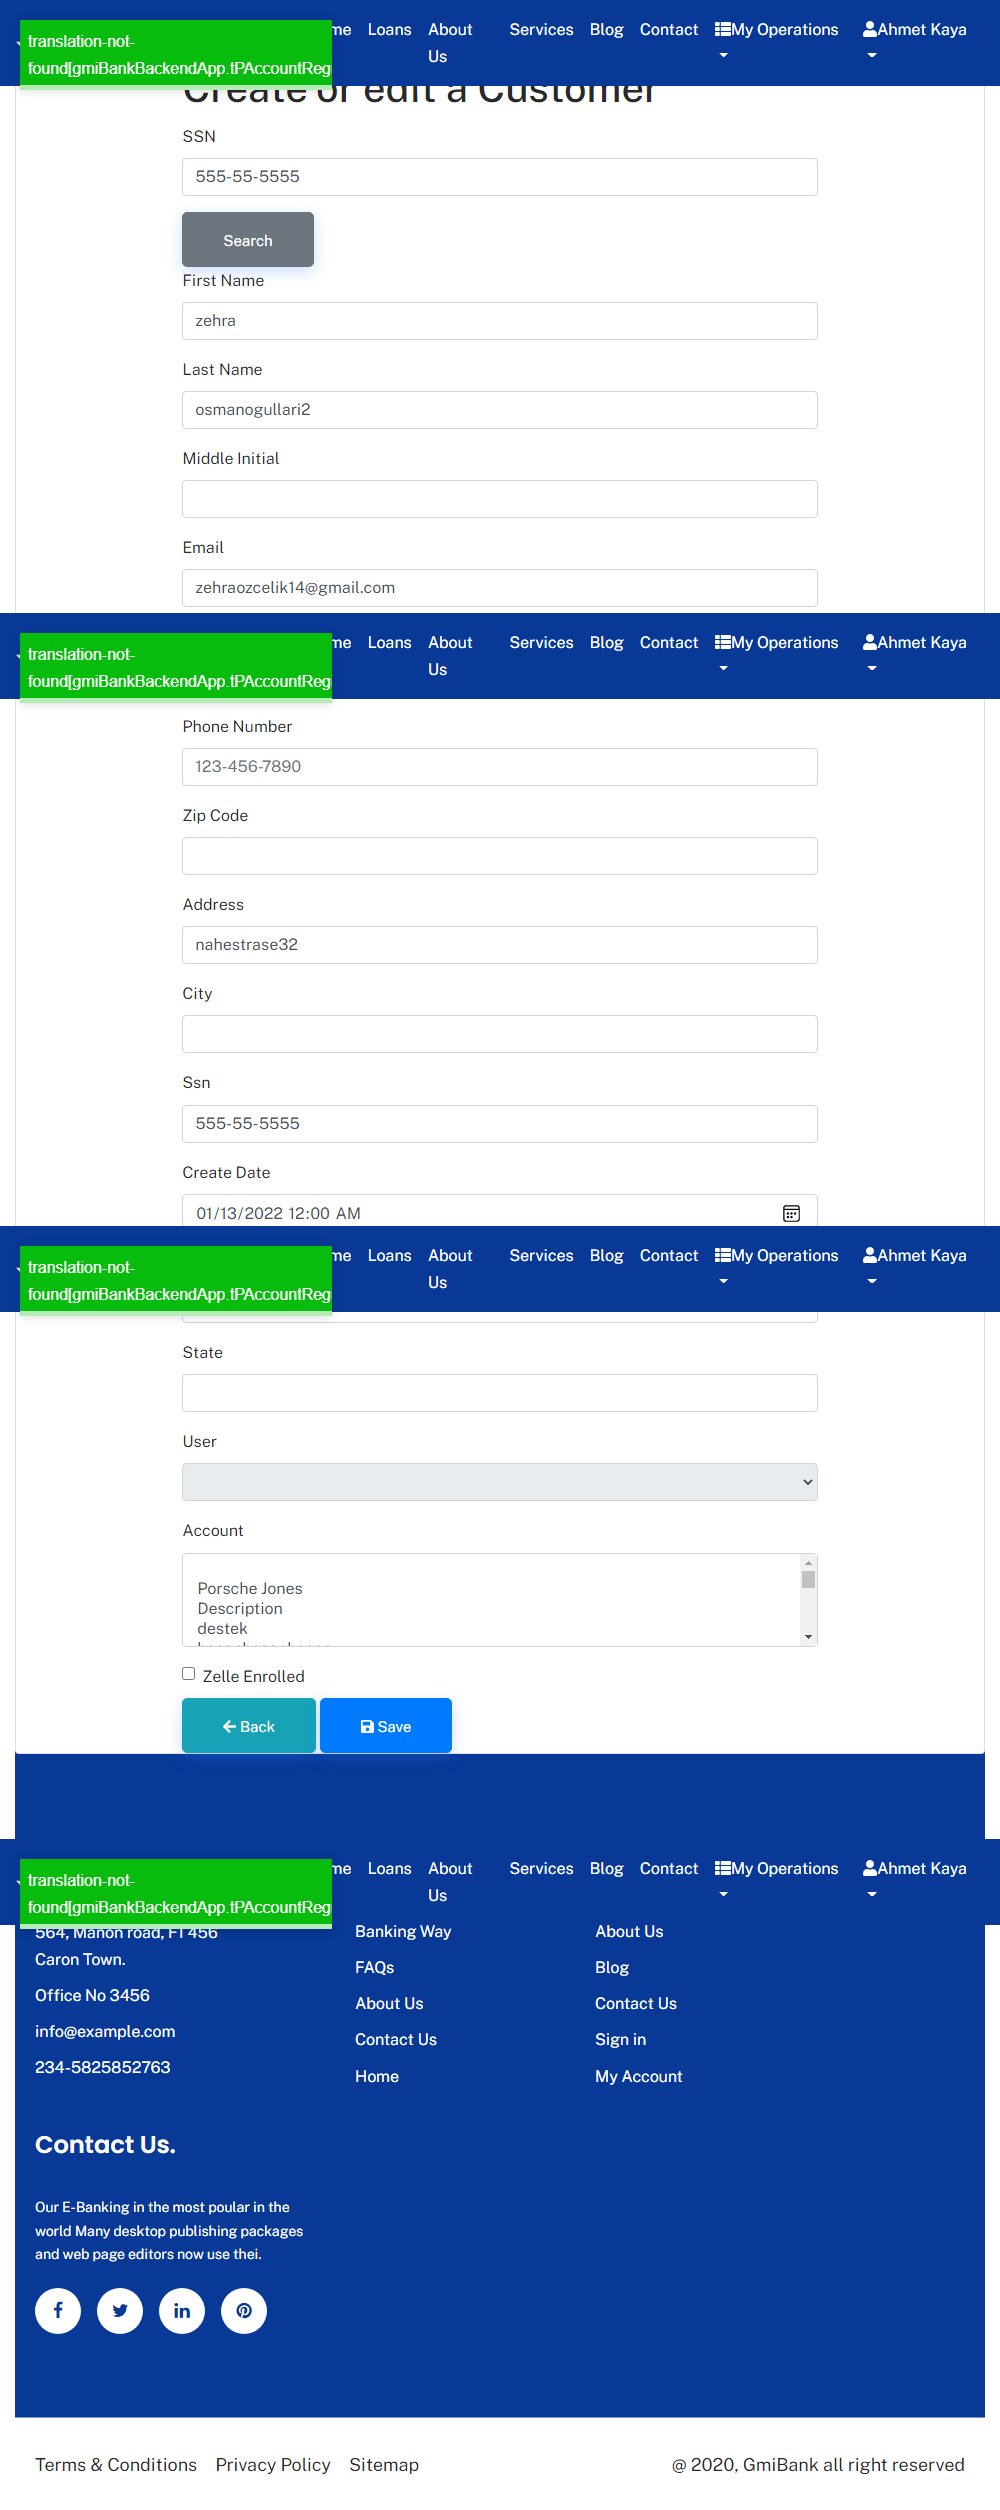 translation-not-
found[gmiBankBackendApp.tPAccountReg
me Loans About Us Services Blog Contact My Operations Ahmet Kaya
Create or edit a Customer
SSN
555-55-5555
Search
First Name
zehra
Last Name
osmanogullari2
Middle Initial
Email
zehraozcelik14@gmail.com
translation-not-
found[gmiBankBackendApp.tPAccountReg
me Loans About Us Services Blog Contact My Operations Ahmet Kaya
Phone Number
123-456-7890
Zip Code
Address
nahestrase32
City
Ssn
555-55-5555
Create Date
01/13/2022 12:00 AM
translation-not-
found[gmiBankBackendApp.tPAccountReg
me Loans About Us Services Blog Contact My Operations Ahmet Kaya
State
User
Account
Porsche Jones
Description
destek
Zelle Enrolled
Back Save
translation-not-
found[gmiBankBackendApp.tPAccountReg
me Loans About Us Services Blog Contact My Operations Ahmet Kaya
564, Manon road, FT 456
Caron Town.
Office No 3456
info@example.com
234-5825852763
Banking Way
FAQs
About Us
Contact Us
Home
About Us
Blog
Contact Us
Sign in
My Account
Contact Us.
Our E-Banking in the most poular in the
world Many desktop publishing packages
and web page editors now use thei.
Terms & Conditions Privacy Policy Sitemap
@ 2020, GmiBank all right reserved